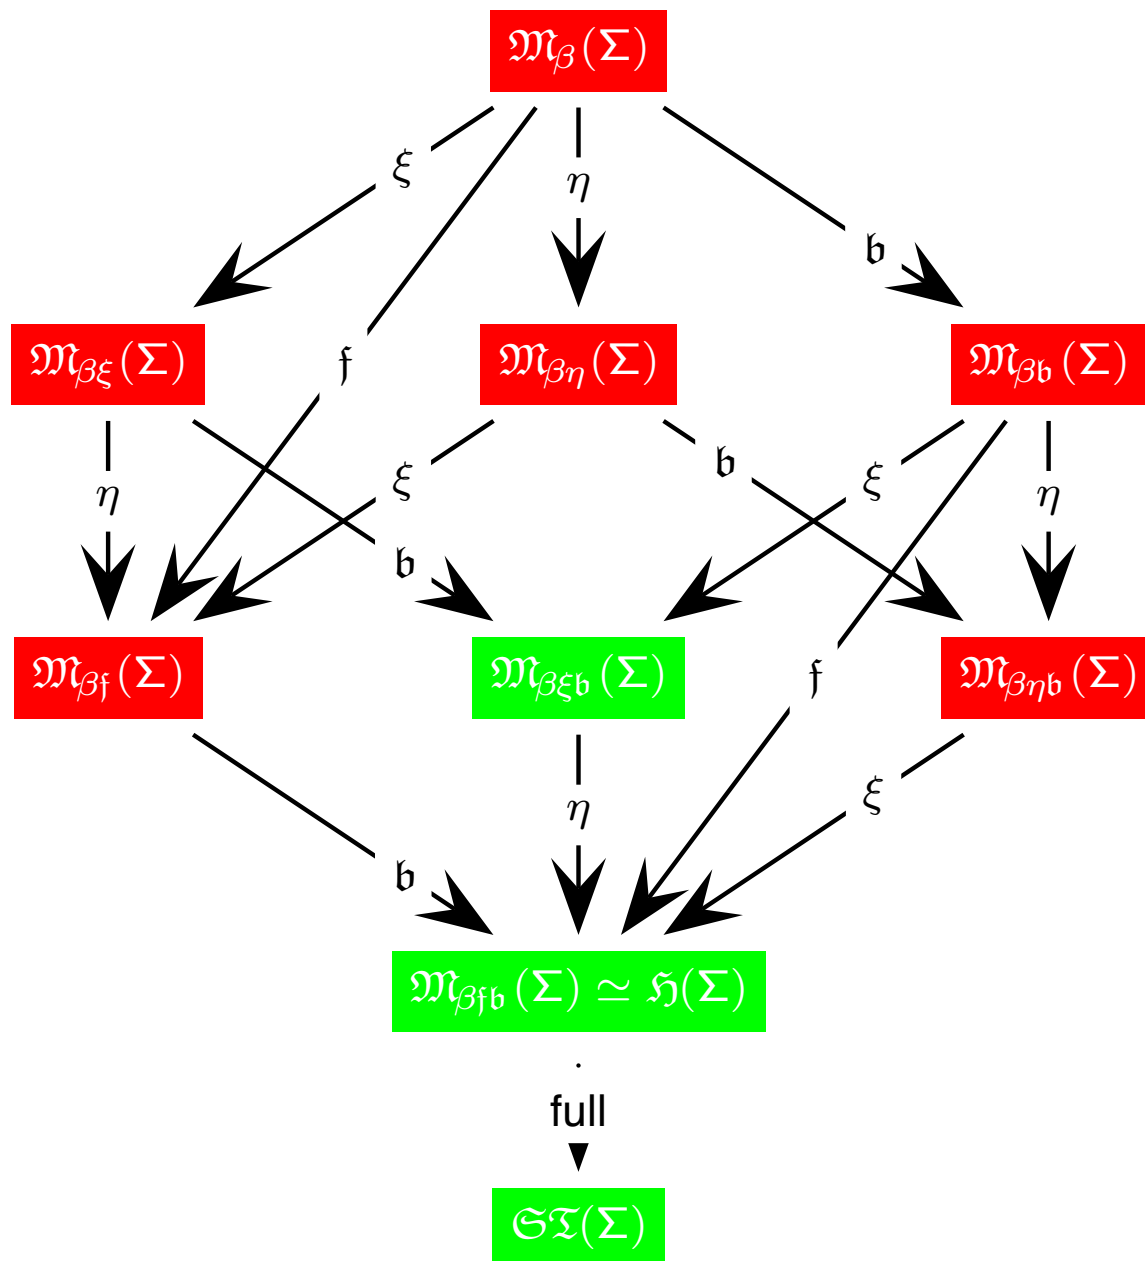 𝔐β(Σ)
ξ
η
𝔟
𝔐βξ(Σ) 𝔐βη(Σ) 𝔐β𝔟(Σ)
𝔣
η ξ 𝔟 ξ η
𝔟
𝔐β𝔣(Σ) 𝔐βξ𝔟(Σ) 𝔐βη𝔟(Σ)
𝔣
η ξ
𝔟
𝔐β𝔣𝔟(Σ) ≃ ℌ(Σ)
full
𝔖𝔗(Σ)